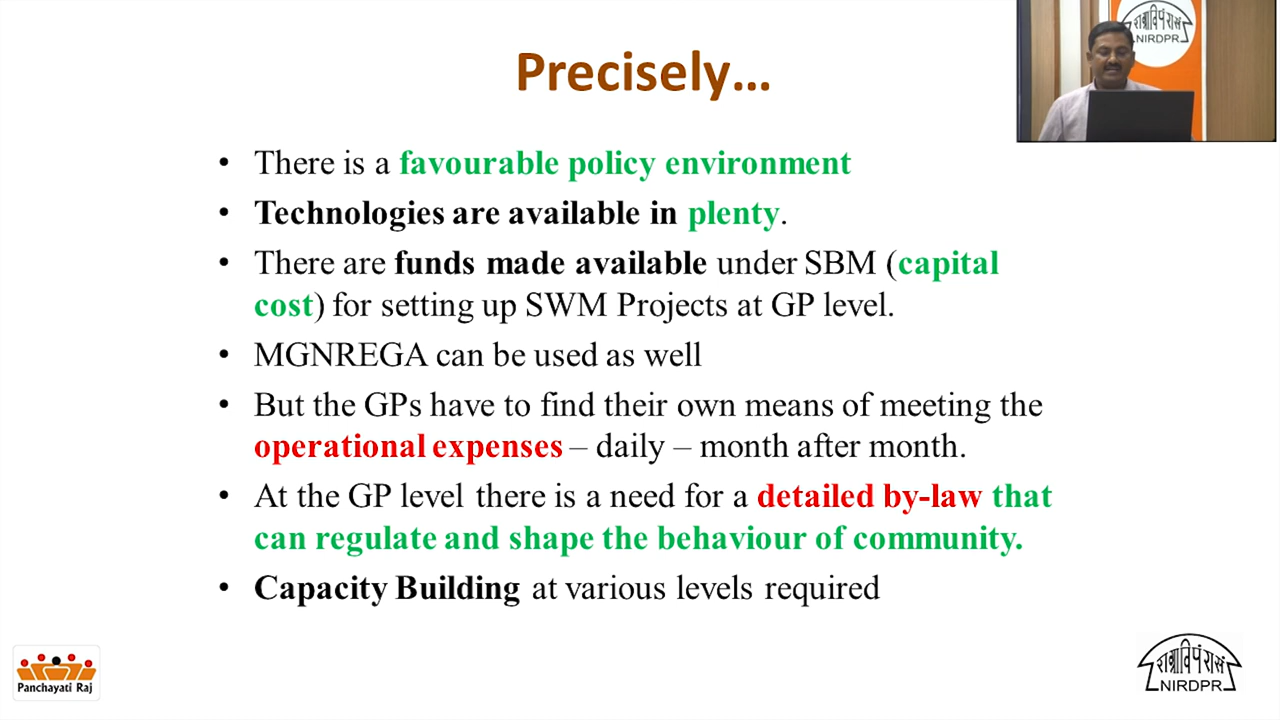 शग्राविपंरासं
NIRDPR
Precisely...
• There is a favourable policy environment
• Technologies are available in plenty.
• There are funds made available under SBM (capital
cost) for setting up SWM Projects at GP level.
• MGNREGA can be used as well
• But the GPs have to find their own means of meeting the
operational expenses – daily – month after month.
• At the GP level there is a need for a detailed by-law that
can regulate and shape the behaviour of community.
• Capacity Building at various levels required
Panchayati Raj
राग्राविपंरासं
NIRDPR